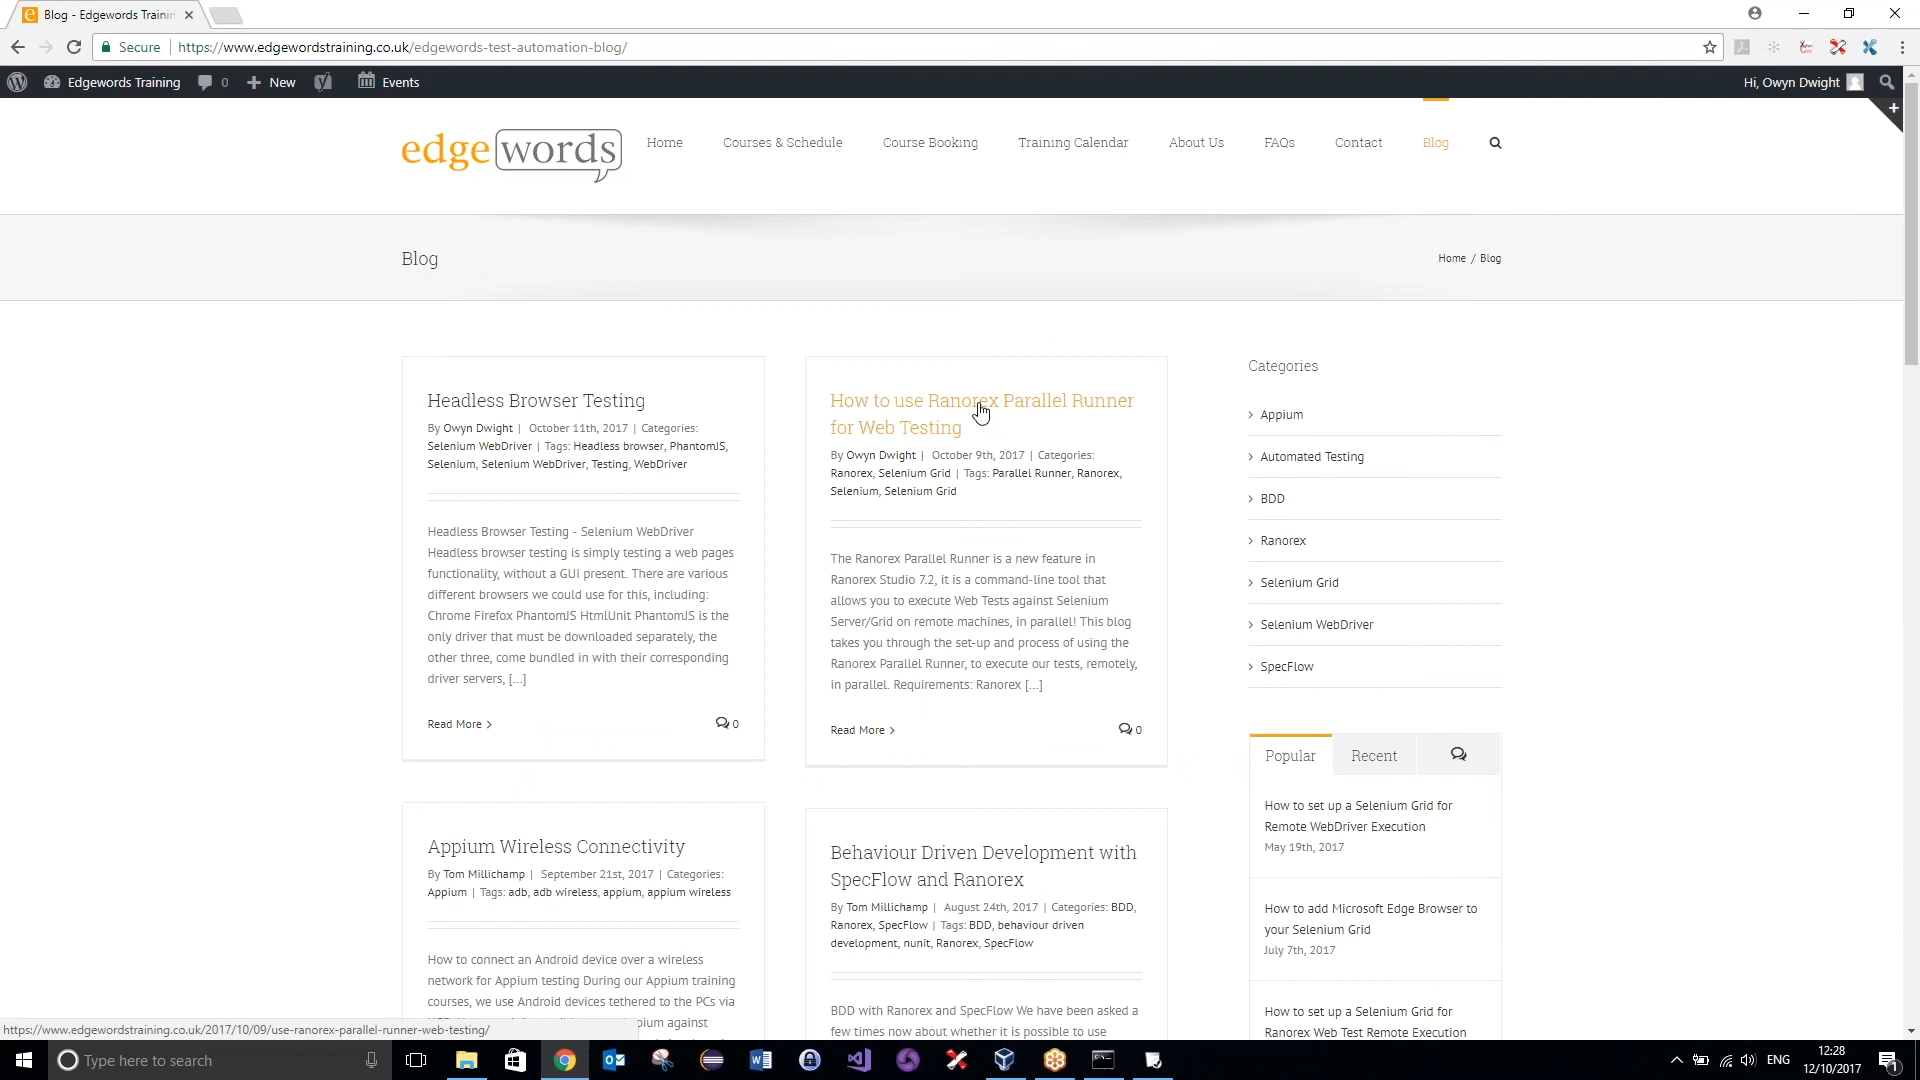 Blog - Edgewords Trainin
Secure
https://www.edgewordstraining.co.uk/edgewords-test-automation-blog/
Edgewords Training 0 New Events Hi, Owyn Dwight
edgewords
Home Courses & Schedule Course Booking Training Calendar About Us FAQs Contact Blog
Blog
Home / Blog
Headless Browser Testing
By Owyn Dwight | October 11th, 2017 | Categories:
Selenium WebDriver | Tags: Headless browser, PhantomJS,
Selenium, Selenium WebDriver, Testing, WebDriver
Headless Browser Testing - Selenium WebDriver
Headless browser testing is simply testing a web pages
functionality, without a GUI present. There are various
different browsers we could use for this, including:
Chrome Firefox PhantomJS HtmlUnit PhantomJS is the
only driver that must be downloaded separately, the
other three, come bundled in with their corresponding
driver servers, [...]
Read More > 0
How to use Ranorex Parallel Runner
for Web Testing
By Owyn Dwight | October 9th, 2017 | Categories:
Ranorex, Selenium Grid | Tags: Parallel Runner, Ranorex,
Selenium, Selenium Grid
The Ranorex Parallel Runner is a new feature in
Ranorex Studio 7.2, it is a command-line tool that
allows you to execute Web Tests against Selenium
Server/Grid on remote machines, in parallel! This blog
takes you through the set-up and process of using the
Ranorex Parallel Runner, to execute our tests, remotely,
in parallel. Requirements: Ranorex [...]
Read More > 0
Appium Wireless Connectivity
By Tom Millichamp | September 21st, 2017 | Categories:
Appium | Tags: adb, adb wireless, appium, appium wireless
How to connect an Android device over a wireless
network for Appium testing During our Appium training
courses, we use Android devices tethered to the PCs via
against
Behaviour Driven Development with
SpecFlow and Ranorex
By Tom Millichamp | August 24th, 2017 | Categories: BDD,
Ranorex, SpecFlow | Tags: BDD, behaviour driven
development, nunit, Ranorex, SpecFlow
BDD with Ranorex and SpecFlow We have been asked a
few times now about whether it is possible to use
Categories
> Appium
> Automated Testing
> BDD
> Ranorex
> Selenium Grid
> Selenium WebDriver
> SpecFlow
Popular Recent
How to set up a Selenium Grid for
Remote WebDriver Execution
May 19th, 2017
How to add Microsoft Edge Browser to
your Selenium Grid
July 7th, 2017
How to set up a Selenium Grid for
Ranorex Web Test Remote Execution
https://www.edgewordstraining.co.uk/2017/10/09/use-ranorex-parallel-runner-web-testing/
Type here to search
ENG
12:28
12/10/2017
1